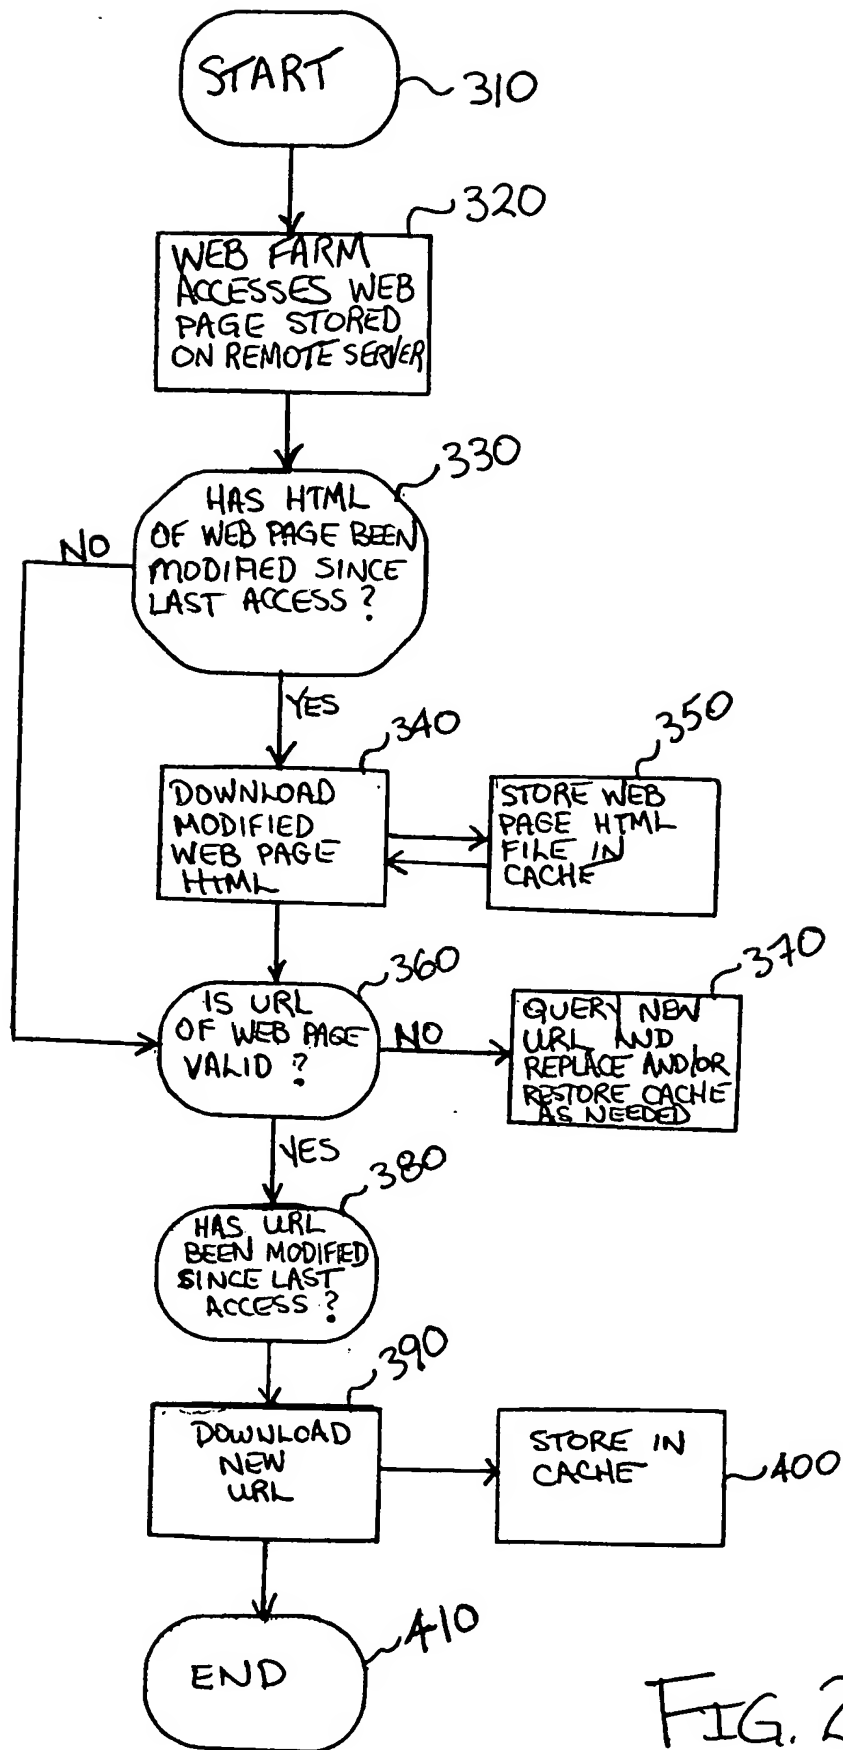 START
310
320
WEB FARM
ACCESSES WEB
PAGE STORED
ON REMOTE SERVER
330
HAS HTML
OF WEB PAGE BEEN
MODIFIED SINCE
LAST ACCESS?
NO
YES
340
DOWNLOAD
MODIFIED
WEB PAGE
HTML
350
STORE WEB
PAGE HTML
FILE IN
CACHE
360
IS URL
OF WEB PAGE
VALID?
NO
370
QUERY NEW
URL AND
REPLACE AND/OR
RESTORE CACHE
AS NEEDED
YES
380
HAS URL
BEEN MODIFIED
SINCE LAST
ACCESS?
390
DOWNLOAD
NEW
URL
STORE IN
CACHE
400
410
END
FIG. 2